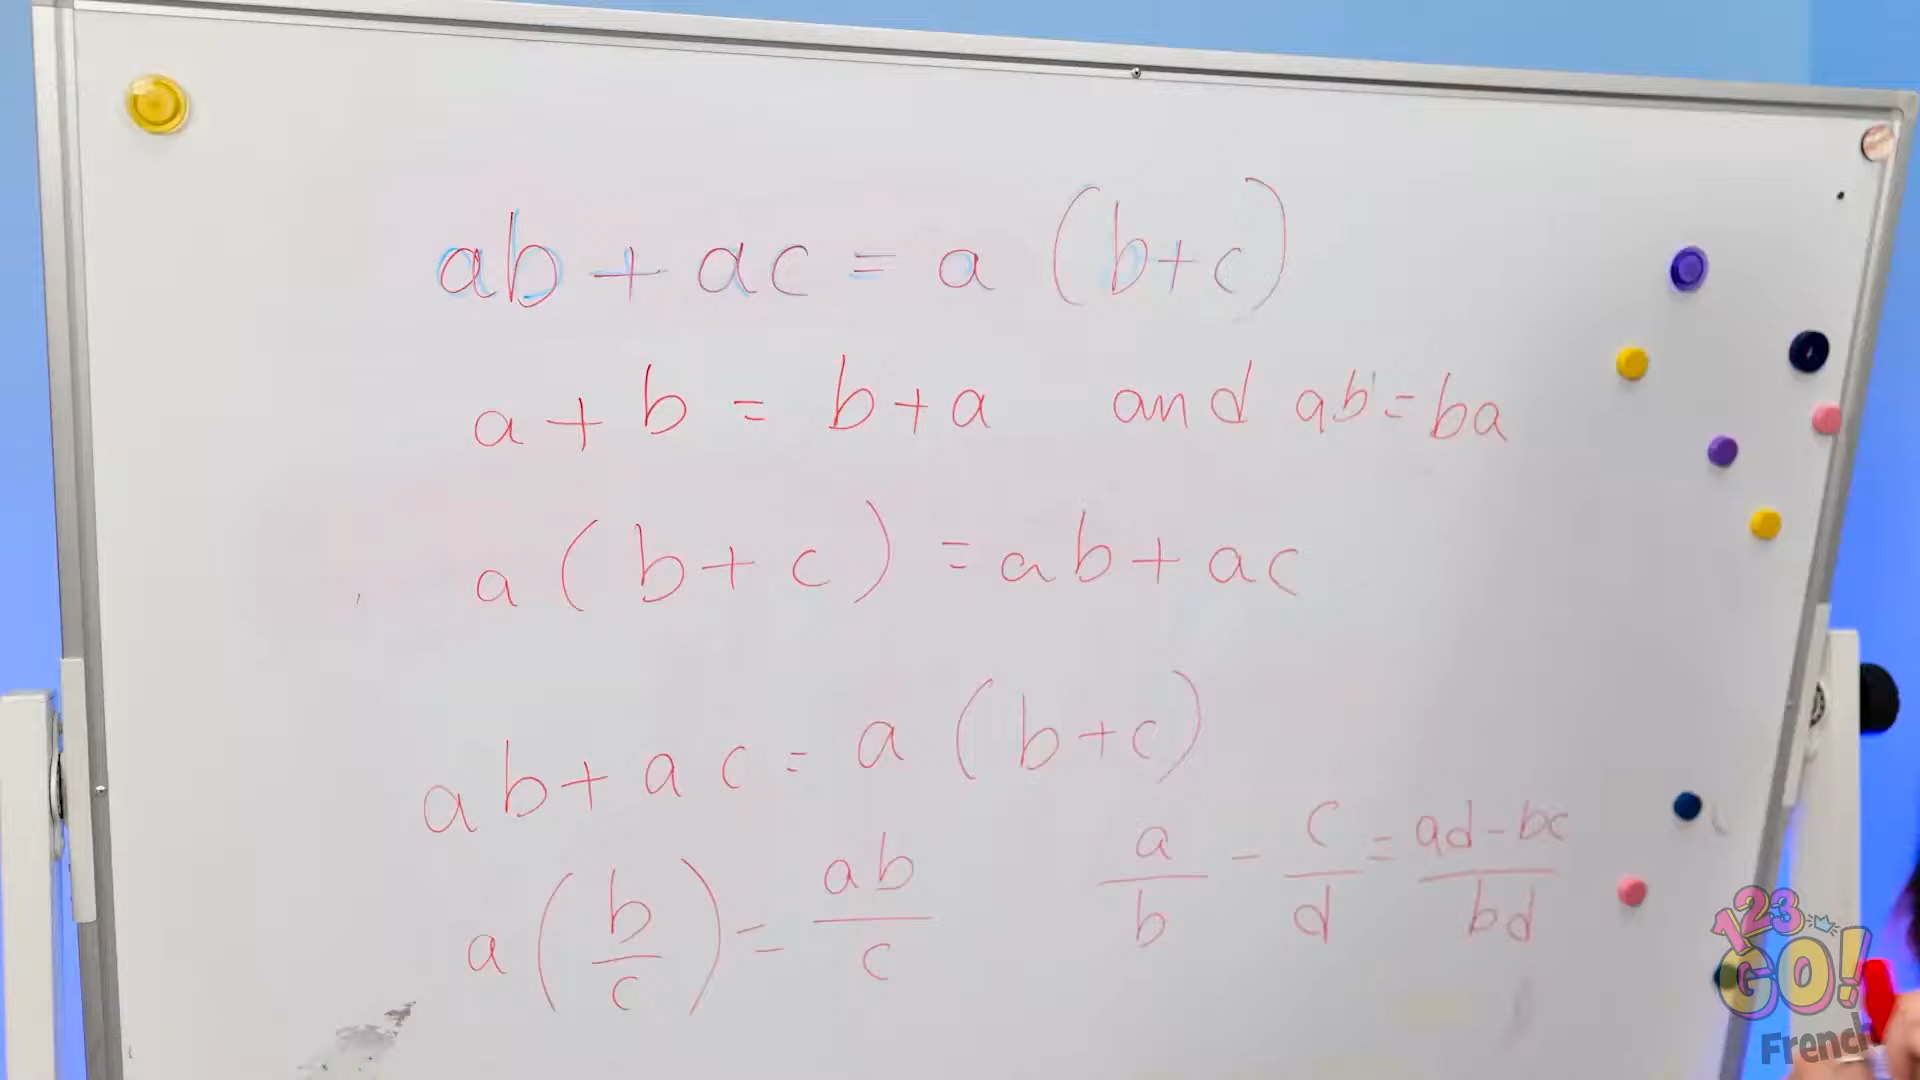 ab + ac = a (b+c)
a + b = b + a and ab = ba
a (b + c) = ab + ac
ab + ac = a (b+c)
a (b/c) = ab/c
a/b - c/d = ad - bc/bd
123 GO!
French